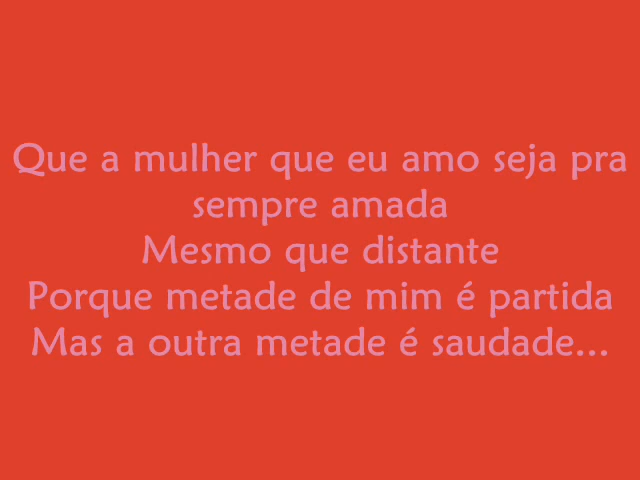 Que a mulher que eu amo seja pra
sempre amada
Mesmo que distante
Porque metade de mim é partida
Mas a outra metade é saudade...